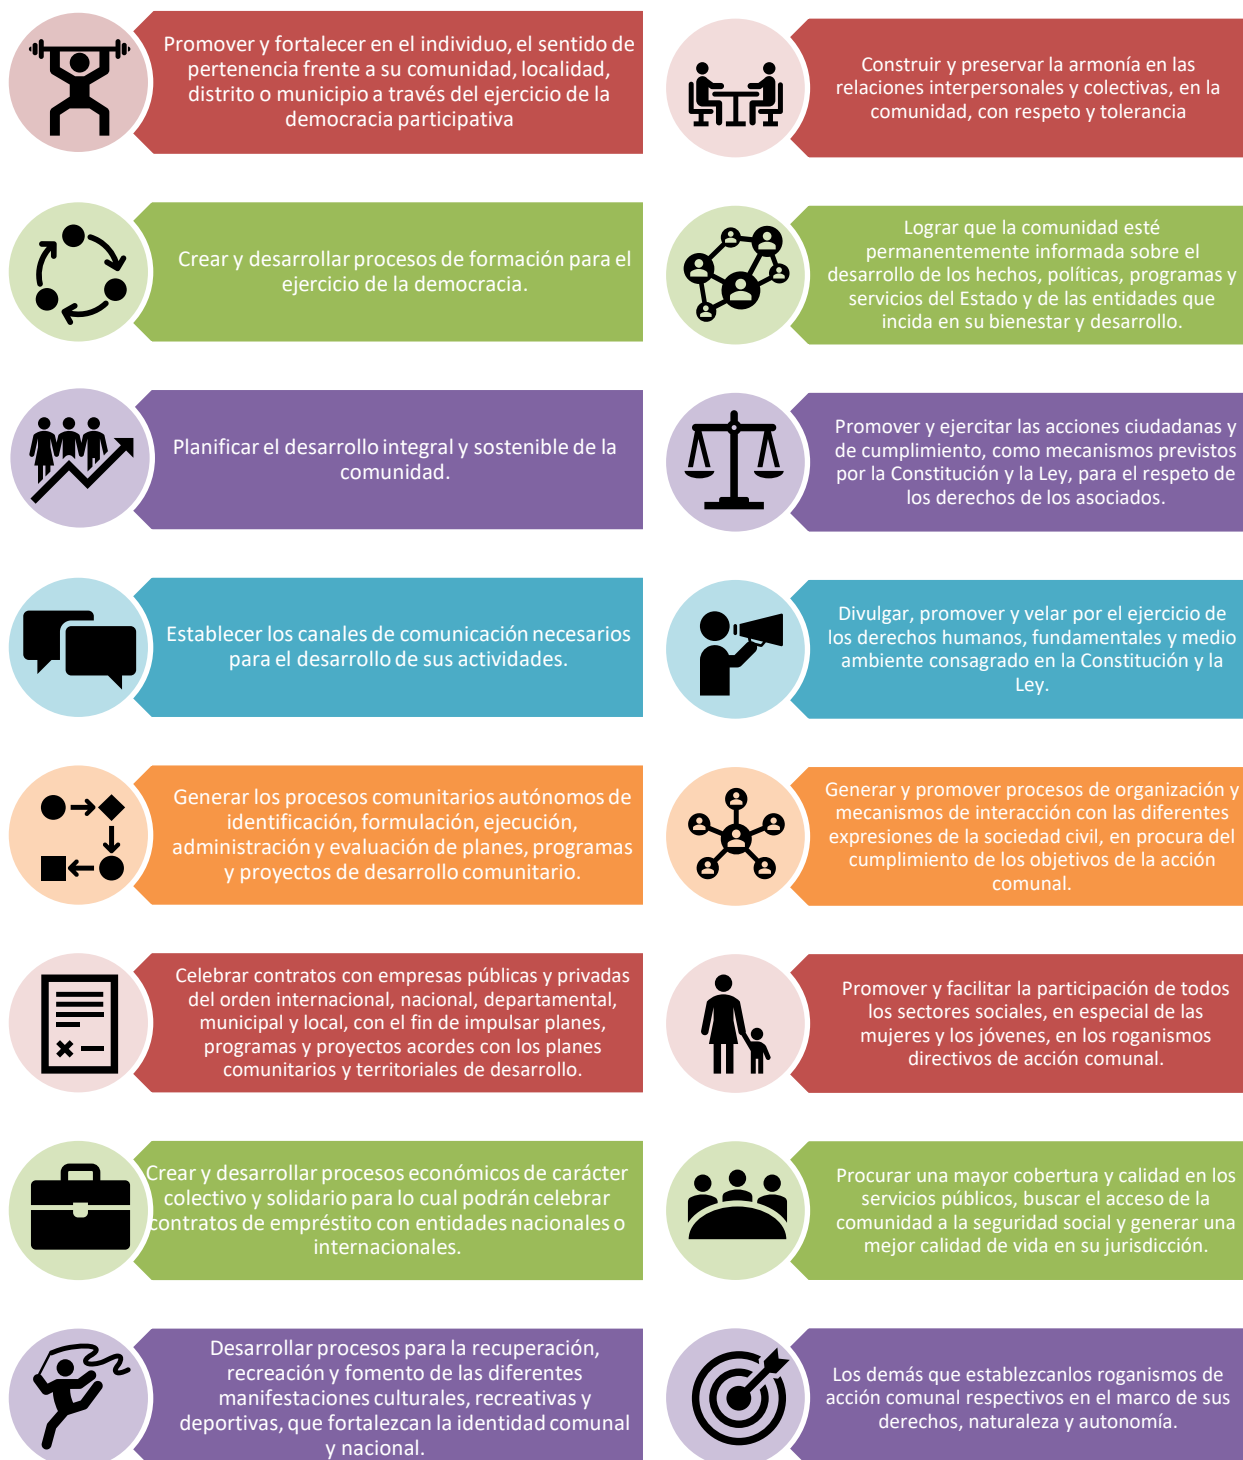 Promover y fortalecer en el individuo, el sentido de
pertenencia frente a su comunidad, localidad,
distrito o municipio a través del ejercicio de la
democracia participativa
Crear y desarrollar procesos de formación para el
ejercicio de la democracia.
Planificar el desarrollo integral y sostenible de la
comunidad.
Establecer los canales de comunicación necesarios
para el desarrollo de sus actividades.
Generar los procesos comunitarios autónomos de
identificación, formulación, ejecución,
administración y evaluación de planes, programas
y proyectos de desarrollo comunitario.
Celebrar contratos con empresas públicas y privadas
del orden internacional, nacional, departamental,
municipal y local, con el fin de impulsar planes,
programas y proyectos acordes con los planes
comunitarios y territoriales de desarrollo.
Crear y desarrollar procesos económicos de carácter
colectivo y solidario para lo cual podrán celebrar
contratos de empréstito con entidades nacionales o
internacionales.
Desarrollar procesos para la recuperación,
recreación y fomento de las diferentes
manifestaciones culturales, recreativas y
deportivas, que fortalezcan la identidad comunal
y nacional.
Construir y preservar la armonía en las
relaciones interpersonales y colectivas, en la
comunidad, con respeto y tolerancia
Lograr que la comunidad esté
permanentemente informada sobre el
desarrollo de los hechos, políticas, programas y
servicios del Estado y de las entidades que
incida en su bienestar y desarrollo.
Promover y ejercitar las acciones ciudadanas y
de cumplimiento, como mecanismos previstos
por la Constitución y la Ley, para el respeto de
los derechos de los asociados.
Divulgar, promover y velar por el ejercicio de
los derechos humanos, fundamentales y medio
ambiente consagrado en la Constitución y la
Ley.
Generar y promover procesos de organización y
mecanismos de interacción con las diferentes
expresiones de la sociedad civil, en procura del
cumplimiento de los objetivos de la acción
comunal.
Promover y facilitar la participación de todos
los sectores sociales, en especial de las
mujeres y los jóvenes, en los roganismos
directivos de acción comunal.
Procurar una mayor cobertura y calidad en los
servicios públicos, buscar el acceso de la
comunidad a la seguridad social y generar una
mejor calidad de vida en su jurisdicción.
Los demás que establezcanlos roganismos de
acción comunal respectivos en el marco de sus
derechos, naturaleza y autonomía.